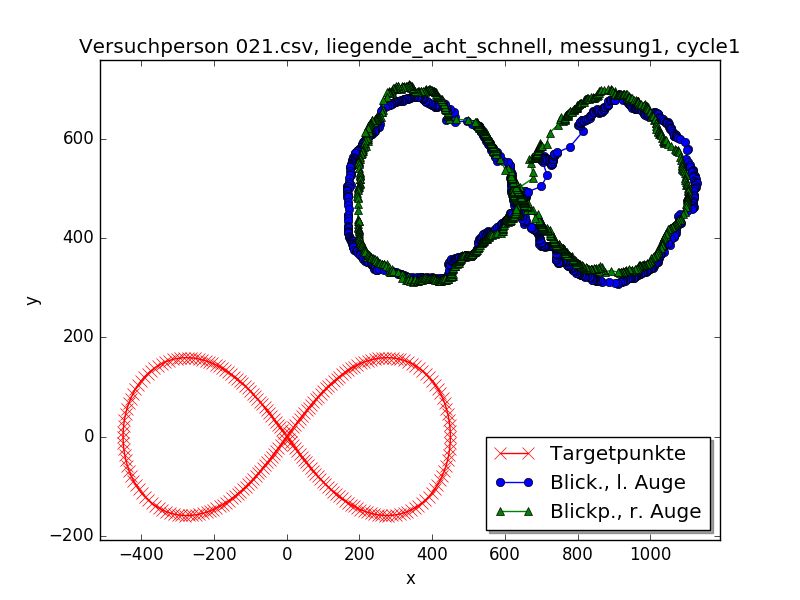 Versuchperson 021.csv, liegende_acht_schnell, messung1, cycle1
y
600
400
200
0
−200
−400
−200
0
200
400
600
800
1000
x
Targetpunkte
Blick., l. Auge
Blickp., r. Auge